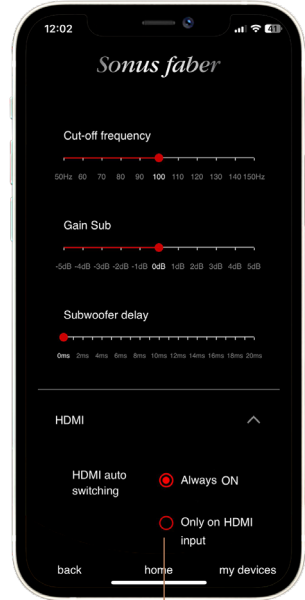 12:02
41
Sonus faber
Cut-off frequency
50Hz 60 70 80 90 100 110 120 130 140 150Hz
Gain Sub
-5dB -4dB -3dB -2dB -1dB 0dB 1dB 2dB 3dB 4dB 5dB
Subwoofer delay
0ms 2ms 4ms 6ms 8ms 10ms 12ms 14ms 16ms 18ms 20ms
HDMI
HDMI auto
switching
Always ON
Only on HDMI
input
back home my devices